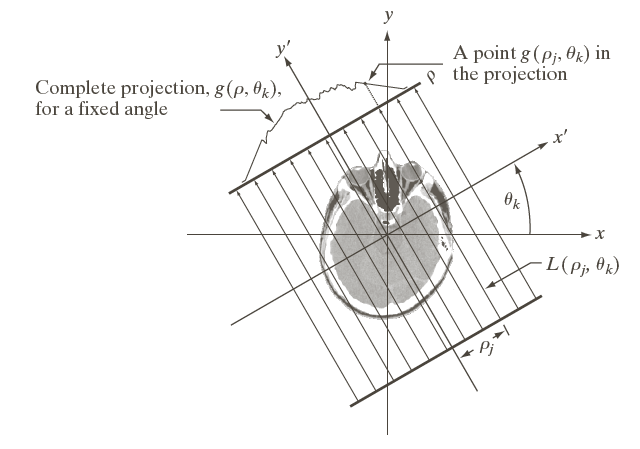 y
y'
A point g(ρj, θk) in
the projection
ρ
Complete projection, g(ρ, θk),
for a fixed angle
x'
θk
x
L(ρj, θk)
ρj